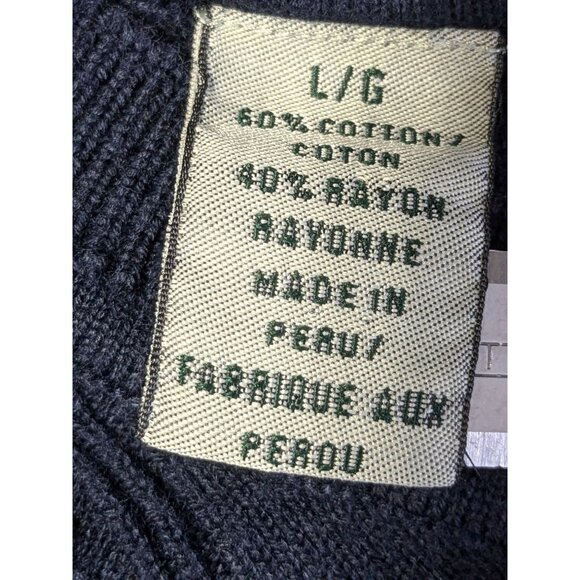 L/G
60% COTTON/
COTON
40% RAYON
RAYONNE
MADE IN
PERU/
FABRIQUE AUX
PEROU